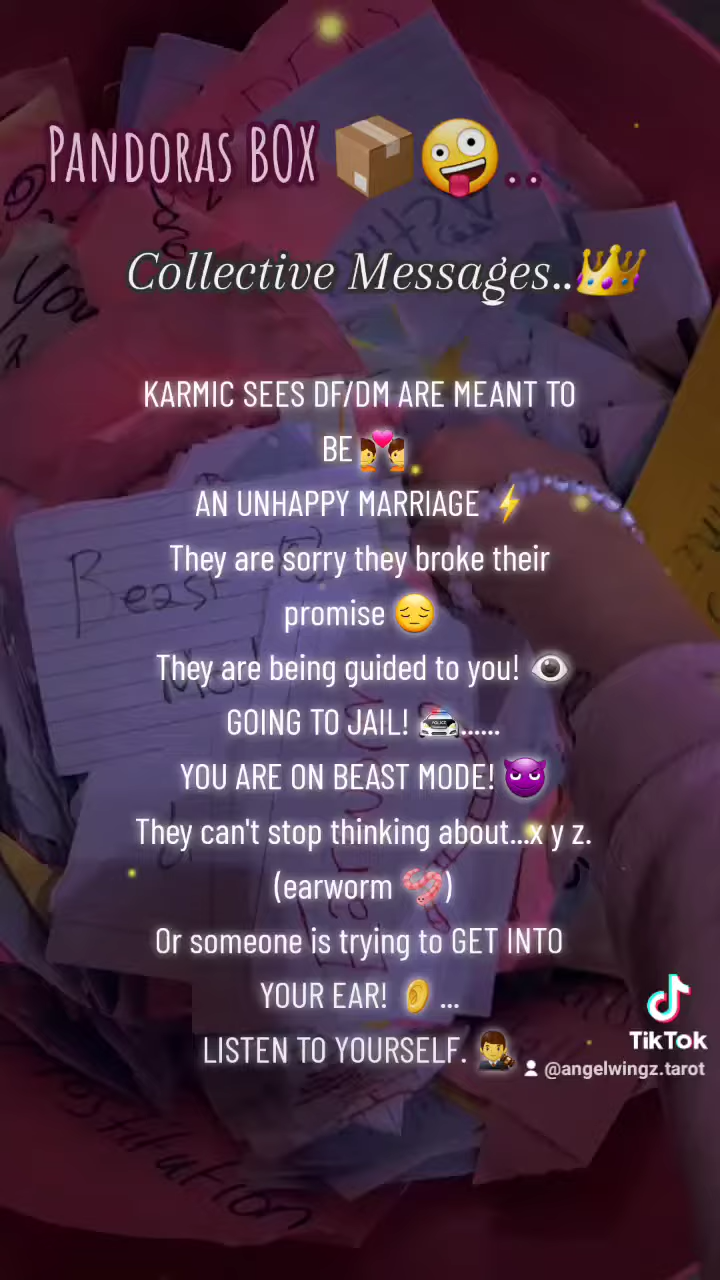 PANDORAS BOX 📦🤪..
Collective Messages..👑
KARMIC SEES DF/DM ARE MEANT TO
BE 💏
AN UNHAPPY MARRIAGE ⚡
They are sorry they broke their
promise 😔
They are being guided to you! 👁️
GOING TO JAIL! 🚔......
YOU ARE ON BEAST MODE! 😈
They can't stop thinking about...x y z.
(earworm 🪱)
Or someone is trying to GET INTO
YOUR EAR! 👂 ...
LISTEN TO YOURSELF. 👨‍⚖️
TikTok
@angelwingz.tarot
You
Beast
Mode
Earworm